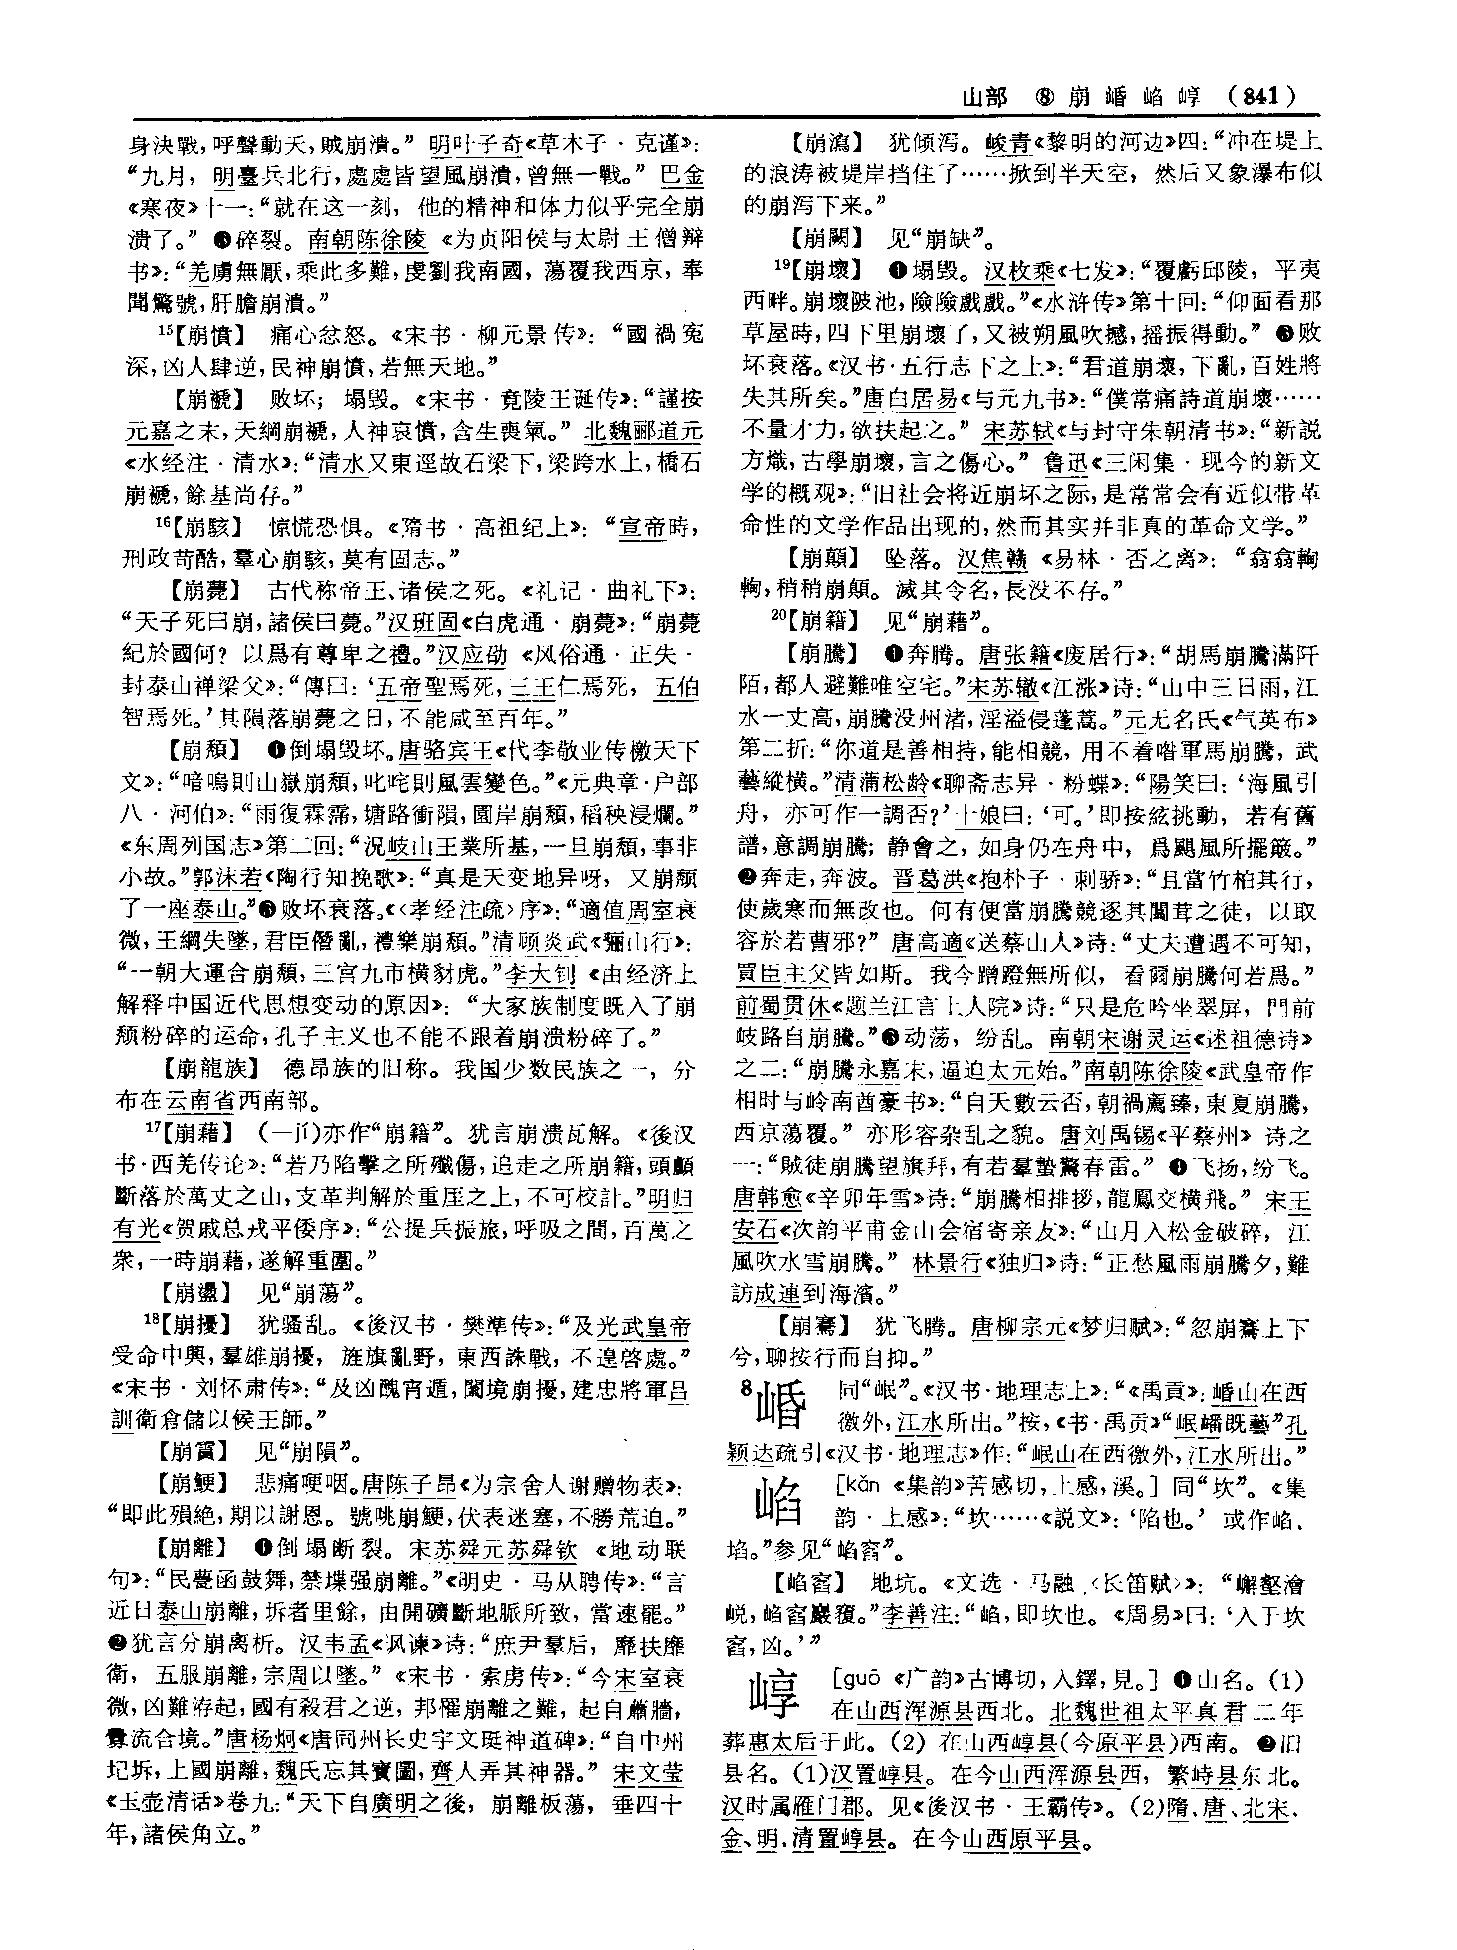 山部 ⑧ 崩 崏 埳 崞 (841)
身決戰，呼聲動天，賊崩潰。”明叶子奇《草木子·克谨》：
“九月，明臺兵北行，處處皆望風崩潰，曾無一戰。”巴金
《寒夜》十一：“就在这一刻，他的精神和体力似乎完全崩
溃了。”❸碎裂。南朝陈徐陵《为贞阳侯与太尉王僧辩
书》：“羌虜無厭，乘此多難，虔劉我南國，蕩覆我西京，奉
聞驚號，肝膽崩潰。”
15【崩憤】 痛心忿怒。《宋书·柳元景传》：“國禍冤
深，凶人肆逆，民神崩憤，若無天地。”
【崩褫】 败坏；塌毁。《宋书·竟陵王诞传》：“謹按
元嘉之末，天綱崩褫，人神哀憤，含生喪氣。”北魏郦道元
《水经注·清水》：“清水又東逕故石梁下，梁跨水上，橋石
崩褫，餘基尚存。”
16【崩駭】 惊慌恐惧。《隋书·高祖纪上》：“宣帝時，
刑政苛酷，羣心崩駭，莫有固志。”
【崩薨】 古代称帝王、诸侯之死。《礼记·曲礼下》：
“天子死曰崩，諸侯曰薨。”汉班固《白虎通·崩薨》：“崩薨
紀於國何？以爲有尊卑之禮。”汉应劭《风俗通·正失·
封泰山禅梁父》：“傳曰：‘五帝聖焉死，三王仁焉死，五伯
智焉死。’其隕落崩薨之日，不能咸至百年。”
【崩頹】 ❶倒塌毁坏。唐骆宾王《代李敬业传檄天下
文》：“喑嗚則山嶽崩頹，叱咤則風雲變色。”《元典章·户部
八·河伯》：“雨復霖霈，塘路衝隕，圍岸崩頹，稻秧浸爛。”
《东周列国志》第二回：“況岐山王業所基，一旦崩頹，事非
小故。”郭沫若《陶行知挽歌》：“真是天变地异呀，又崩颓
了一座泰山。”❷败坏衰落。《〈孝经注疏〉序》：“適值周室衰
微，王綱失墜，君臣僭亂，禮樂崩頹。”清顾炎武《骊山行》：
“一朝大運合崩頹，三宫九市橫豺虎。”李大钊《由经济上
解释中国近代思想变动的原因》：“大家族制度既入了崩
颓粉碎的运命，孔子主义也不能不跟着崩溃粉碎了。”
【崩龍族】 德昂族的旧称。我国少数民族之一，分
布在云南省西南部。
17【崩藉】 （—jí）亦作“崩籍”。犹言崩溃瓦解。《後汉
书·西羌传论》：“若乃陷擊之所殲傷，追走之所崩籍，頭顱
斷落於萬丈之山，支革判解於重厓之上，不可校計。”明归
有光《贺戚总戎平倭序》：“公提兵振旅，呼吸之間，百萬之
衆，一時崩藉，遂解重圍。”
【崩盪】 见“崩蕩”。
18【崩擾】 犹骚乱。《後汉书·樊準传》：“及光武皇帝
受命中興，羣雄崩擾，旌旗亂野，東西誅戰，不遑啓處。”
《宋书·刘怀肃传》：“及凶醜宵遁，闔境崩擾，建忠將軍吕
訓衛倉儲以候王師。”
【崩霣】 见“崩隕”。
【崩鯁】 悲痛哽咽。唐陈子昂《为宗舍人谢赠物表》：
“即此殞絶，期以謝恩。號咷崩鯁，伏表迷塞，不勝荒迫。”
【崩離】 ❶倒塌断裂。宋苏舜元苏舜钦《地动联
句》：“民甍函鼓舞，禁堞强崩離。”《明史·马从聘传》：“言
近日泰山崩離，坼者里餘，由開礦斷地脈所致，當速罷。”
❷犹言分崩离析。汉韦孟《讽谏》诗：“庶尹羣后，靡扶靡
衛，五服崩離，宗周以墜。”《宋书·索虏传》：“今宋室衰
微，凶難洊起，國有殺君之逆，邦罹崩離之難，起自蕭牆，
釁流合境。”唐杨炯《唐同州长史宇文珽神道碑》：“自中州
圮坼，上國崩離，魏氏忘其寶圖，齊人弄其神器。”宋文莹
《玉壶清话》卷九：“天下自廣明之後，崩離板蕩，垂四十
年，諸侯角立。”
【崩瀉】 犹倾泻。峻青《黎明的河边》四：“冲在堤上
的浪涛被堤岸挡住了……掀到半天空，然后又象瀑布似
的崩泻下来。”
【崩闕】 见“崩缺”。
19【崩壞】 ❶塌毁。汉枚乘《七发》：“覆虧邱陵，平夷
西畔。崩壞陂池，險險戲戲。”《水浒传》第十回：“仰面看那
草屋時，四下里崩壞了，又被朔風吹撼，摇振得動。”❷败
坏衰落。《汉书·五行志下之上》：“君道崩壞，下亂，百姓將
失其所矣。”唐白居易《与元九书》：“僕常痛詩道崩壞……
不量才力，欲扶起之。”宋苏轼《与封守朱朝清书》：“新説
方熾，古學崩壞，言之傷心。”鲁迅《三闲集·现今的新文
学的概观》：“旧社会将近崩坏之际，是常常会有近似带革
命性的文学作品出现的，然而其实并非真的革命文学。”
【崩顛】 坠落。汉焦赣《易林·否之离》：“翕翕輷
輷，稍稍崩顛。滅其令名，長没不存。”
20【崩籍】 见“崩藉”。
【崩騰】 ❶奔腾。唐张籍《废居行》：“胡馬崩騰滿阡
陌，都人避難唯空宅。”宋苏辙《江涨》诗：“山中三日雨，江
水一丈高，崩騰没州渚，淫溢侵蓬蒿。”元无名氏《气英布》
第二折：“你道是善相持，能相競，用不着喒軍馬崩騰，武
藝縱橫。”清蒲松龄《聊斋志异·粉蝶》：“陽笑曰：‘海風引
舟，亦可作一調否？’十娘曰：‘可。’即按絃挑動，若有舊
譜，意調崩騰；静會之，如身仍在舟中，爲颶風所擺簸。”
❷奔走，奔波。晋葛洪《抱朴子·刺骄》：“且當竹柏其行，
使歲寒而無改也。何有便當崩騰競逐其闒茸之徒，以取
容於若曹邪？”唐高適《送蔡山人》诗：“丈夫遭遇不可知，
買臣主父皆如斯。我今蹭蹬無所似，看爾崩騰何若爲。”
前蜀贯休《题兰江言上人院》诗：“只是危吟坐翠屏，門前
岐路自崩騰。”❸动荡，纷乱。南朝宋谢灵运《述祖德诗》
之二：“崩騰永嘉末，逼迫太元始。”南朝陈徐陵《武皇帝作
相时与岭南酋豪书》：“自天數云否，朝禍薦臻，東夏崩騰，
西京蕩覆。”亦形容杂乱之貌。唐刘禹锡《平蔡州》诗之
一：“賊徒崩騰望旗拜，有若羣蟄驚春雷。”❹飞扬，纷飞。
唐韩愈《辛卯年雪》诗：“崩騰相排拶，龍鳳交橫飛。”宋王
安石《次韵平甫金山会宿寄亲友》：“山月入松金破碎，江
風吹水雪崩騰。”林景行《独归》诗：“正愁風雨崩騰夕，難
訪成連到海濱。”
【崩騫】 犹飞腾。唐柳宗元《梦归赋》：“忽崩騫上下
兮，聊按行而自抑。”
8崏 同“岷”。《汉书·地理志上》：“《禹貢》：崏山在西
徼外，江水所出。”按，《书·禹贡》“岷嶓既藝”孔
颖达疏引《汉书·地理志》作：“岷山在西徼外，江水所出。”
㟴 [kǎn 《集韵》苦感切，上感，溪。] 同“坎”。《集
韵·上感》：“坎……《説文》：‘陷也。’或作㟴、
埳。”参见“㟴窞”。
【㟴窞】 地坑。《文选·马融〈长笛赋〉》：“嶰壑澮
峣，㟴窞巖覆。”李善注：“㟴，即坎也。《周易》曰：‘入于坎
窞，凶。’”
崞 [guō 《广韵》古博切，入鐸，見。] ❶山名。(1)
在山西浑源县西北。北魏世祖太平真君二年
葬惠太后于此。(2) 在山西崞县(今原平县)西南。❷旧
县名。(1)汉置崞县。在今山西浑源县西，繁峙县东北。
汉时属雁门郡。见《後汉书·王霸传》。(2)隋、唐、北宋、
金、明、清置崞县。在今山西原平县。